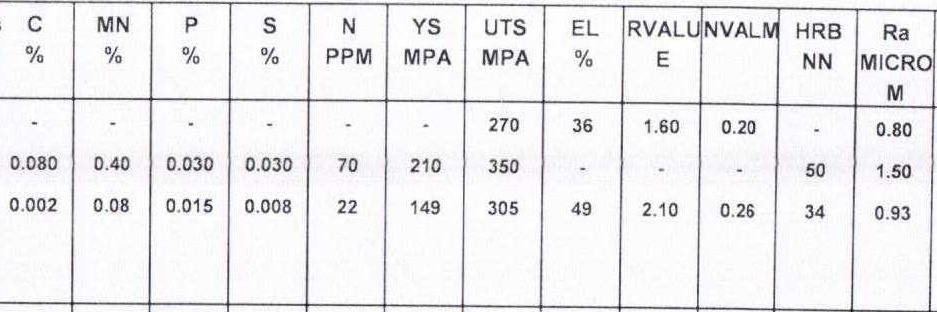 C MN P S N YS UTS EL RVALU NVALM HRB Ra
% % % % PPM MPA MPA % E NN MICRO
M
- - - - - - 270 36 1.60 0.20 - 0.80
0.080 0.40 0.030 0.030 70 210 350 - - - 50 1.50
0.002 0.08 0.015 0.008 22 149 305 49 2.10 0.26 34 0.93